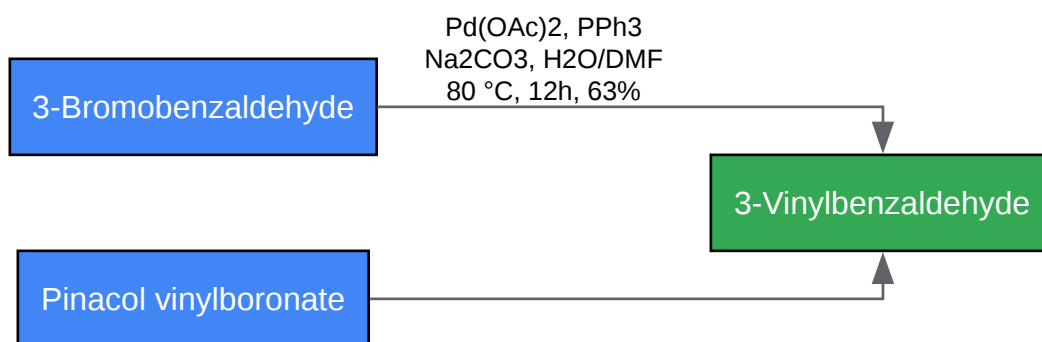 Pd(OAc)2, PPh3
Na2CO3, H2O/DMF
80 °C, 12h, 63%
3-Bromobenzaldehyde
3-Vinylbenzaldehyde
Pinacol vinylboronate